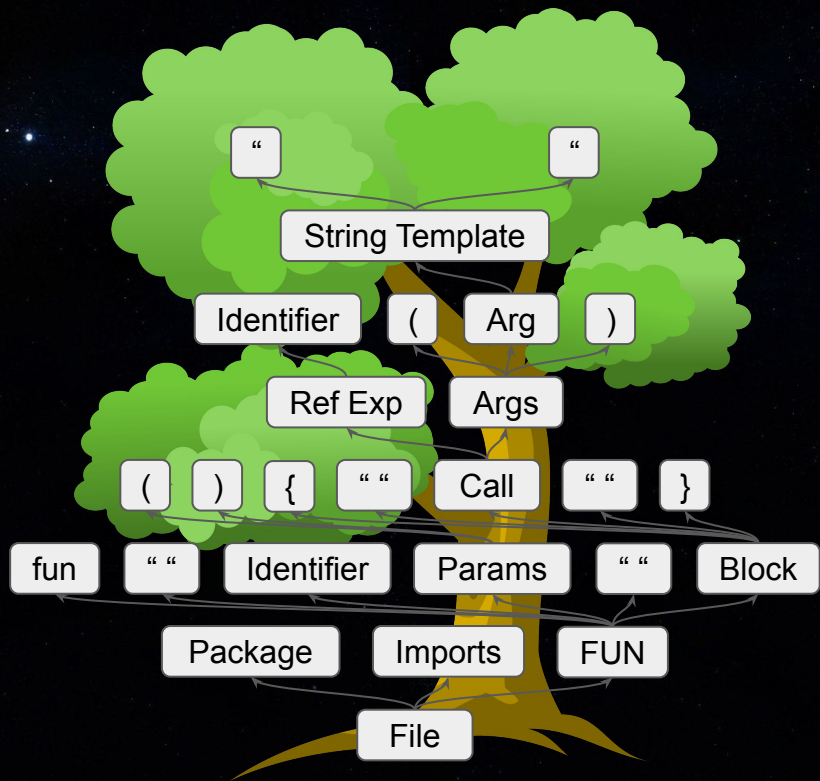 “ “
String Template
Identifier ( Arg )
Ref Exp Args
( ) { “ “ Call “ “ }
fun “ “ Identifier Params “ “ Block
Package Imports FUN
File